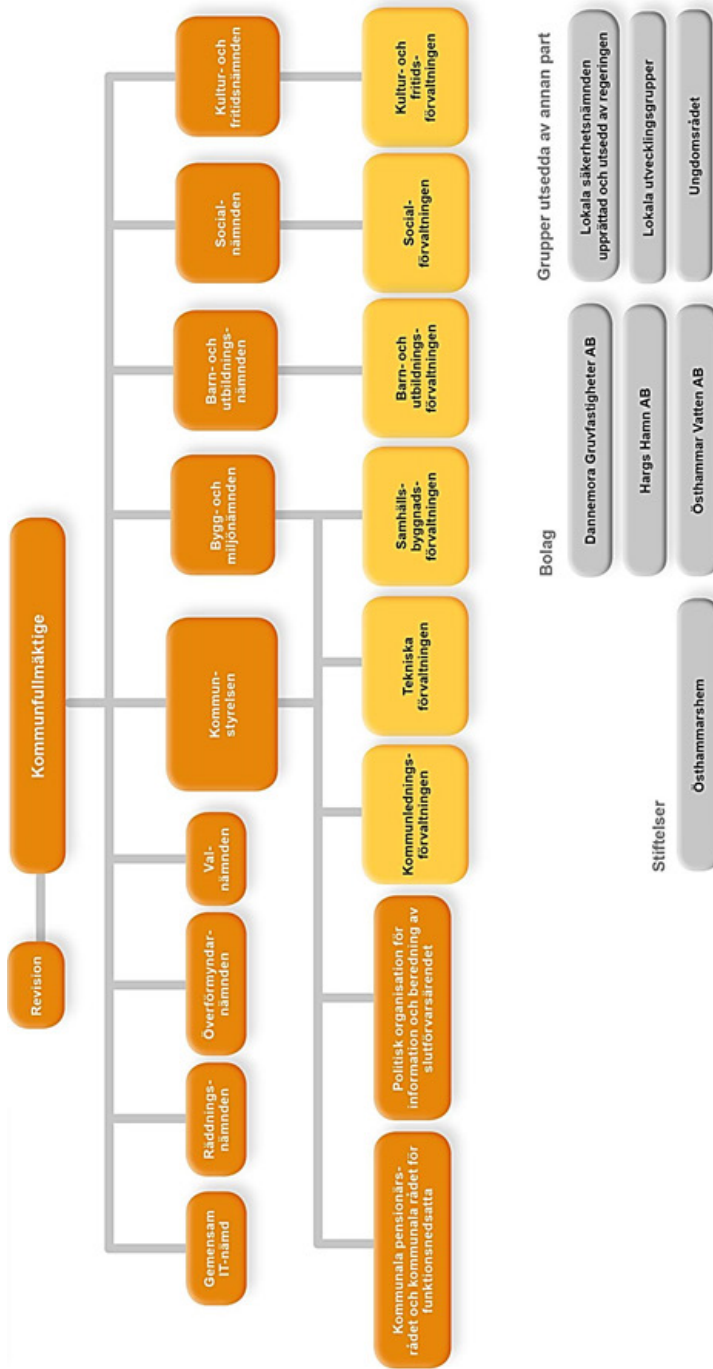 Kommunfullmäktige
Revision
Gemensam
IT-nämd
Räddnings-
nämnden
Överförmyndar-
nämnden
Val-
nämnden
Kommun-
styrelsen
Bygg- och
miljönämnden
Barn- och
utbildnings-
nämnden
Social-
nämnden
Kultur- och
fritidsnämnden
Kommunala pensionärs-
rådet och kommunala rådet för
funktionsnedsatta
Politisk organisation för
information och beredning av
slutförvarsärendet
Kommunlednings-
förvaltningen
Tekniska
förvaltningen
Samhälls-
byggnads-
förvaltningen
Barn- och
utbildnings-
förvaltningen
Social-
förvaltningen
Kultur- och
fritids-
förvaltningen
Stiftelser
Östhammarshem
Bolag
Dannemora Gruvfastigheter AB
Hargs Hamn AB
Östhammar Vatten AB
Grupper utsedda av annan part
Lokala säkerhetsnämnden
upprättad och utsedd av regeringen
Lokala utvecklingsgrupper
Ungdomsrådet